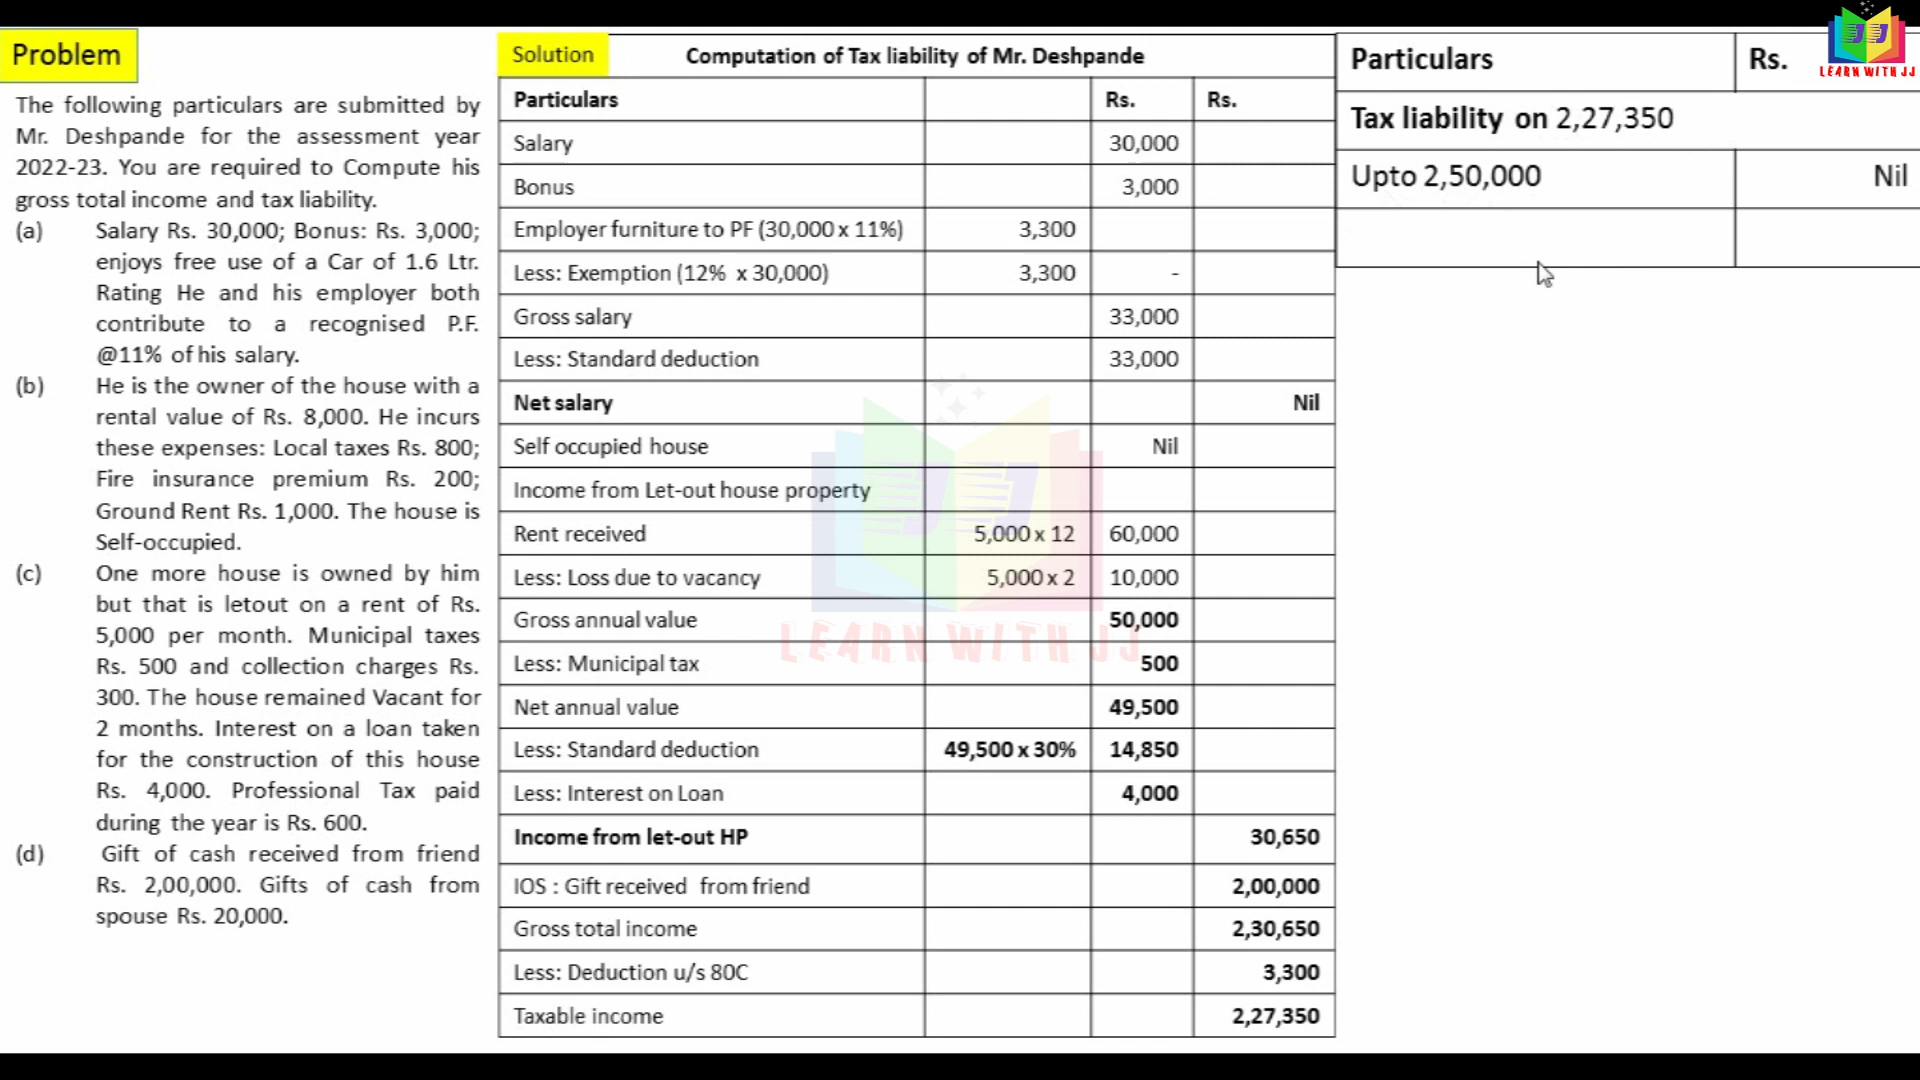 Problem
The following particulars are submitted by
Mr. Deshpande for the assessment year
2022-23. You are required to Compute his
gross total income and tax liability.
(a) Salary Rs. 30,000; Bonus: Rs. 3,000;
enjoys free use of a Car of 1.6 Ltr.
Rating He and his employer both
contribute to a recognised P.F.
@11% of his salary.
(b) He is the owner of the house with a
rental value of Rs. 8,000. He incurs
these expenses: Local taxes Rs. 800;
Fire insurance premium Rs. 200;
Ground Rent Rs. 1,000. The house is
Self-occupied.
(c) One more house is owned by him
but that is letout on a rent of Rs.
5,000 per month. Municipal taxes
Rs. 500 and collection charges Rs.
300. The house remained Vacant for
2 months. Interest on a loan taken
for the construction of this house
Rs. 4,000. Professional Tax paid
during the year is Rs. 600.
(d) Gift of cash received from friend
Rs. 2,00,000. Gifts of cash from
spouse Rs. 20,000.
Solution Computation of Tax liability of Mr. Deshpande
Particulars Rs. Rs.
Salary 30,000
Bonus 3,000
Employer furniture to PF (30,000 x 11%) 3,300
Less: Exemption (12% x 30,000) 3,300 -
Gross salary 33,000
Less: Standard deduction 33,000
Net salary Nil
Self occupied house Nil
Income from Let-out house property
Rent received 5,000 x 12 60,000
Less: Loss due to vacancy 5,000 x 2 10,000
Gross annual value 50,000
Less: Municipal tax 500
Net annual value 49,500
Less: Standard deduction 49,500 x 30% 14,850
Less: Interest on Loan 4,000
Income from let-out HP 30,650
IOS : Gift received from friend 2,00,000
Gross total income 2,30,650
Less: Deduction u/s 80C 3,300
Taxable income 2,27,350
Particulars Rs.
Tax liability on 2,27,350
Upto 2,50,000 Nil
JJ
LEARN WITH JJ
JJ
LEARN WITH JJ